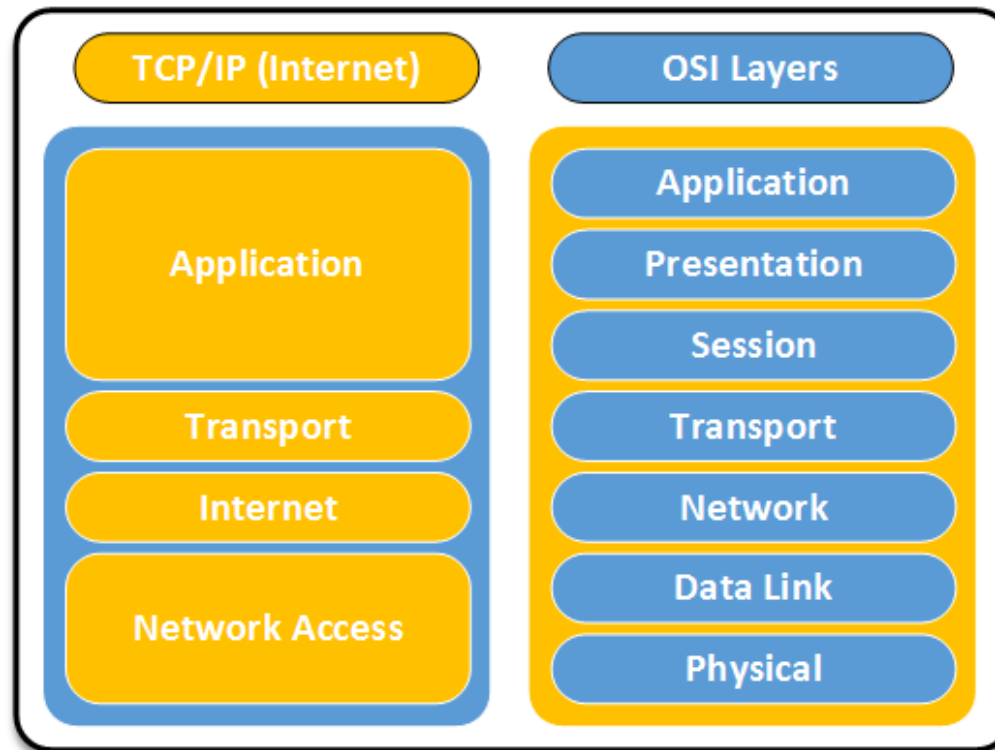 TCP/IP (Internet)
Application
Transport
Internet
Network Access
OSI Layers
Application
Presentation
Session
Transport
Network
Data Link
Physical